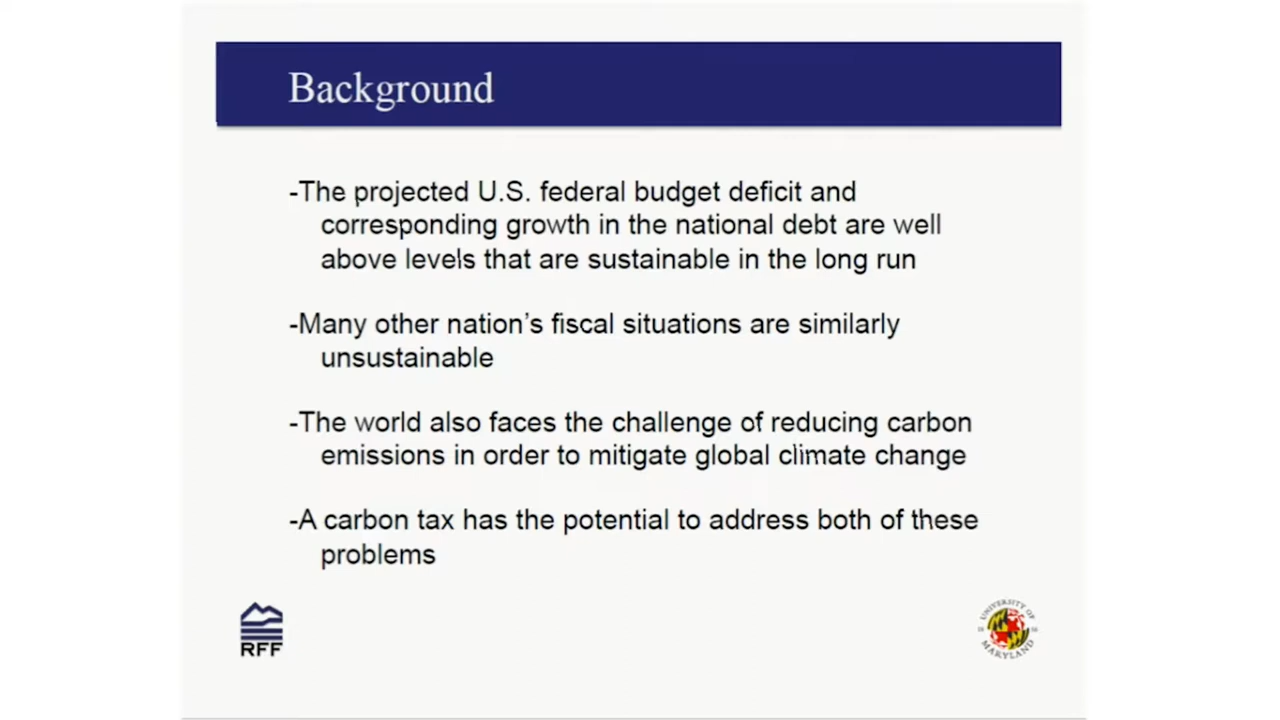 Background
-The projected U.S. federal budget deficit and
corresponding growth in the national debt are well
above levels that are sustainable in the long run
-Many other nation's fiscal situations are similarly
unsustainable
-The world also faces the challenge of reducing carbon
emissions in order to mitigate global climate change
-A carbon tax has the potential to address both of these
problems
RFF
UNIVERSITY OF
MARYLAND